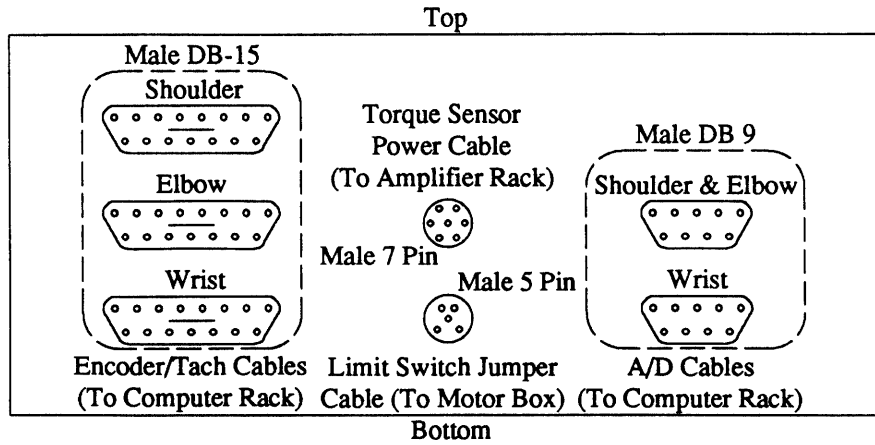 Top
Male DB-15
Shoulder
Elbow
Wrist
Encoder/Tach Cables
(To Computer Rack)
Torque Sensor
Power Cable
(To Amplifier Rack)
Male 7 Pin
Male 5 Pin
Limit Switch Jumper
Cable (To Motor Box)
Male DB 9
Shoulder & Elbow
Wrist
A/D Cables
(To Computer Rack)
Bottom